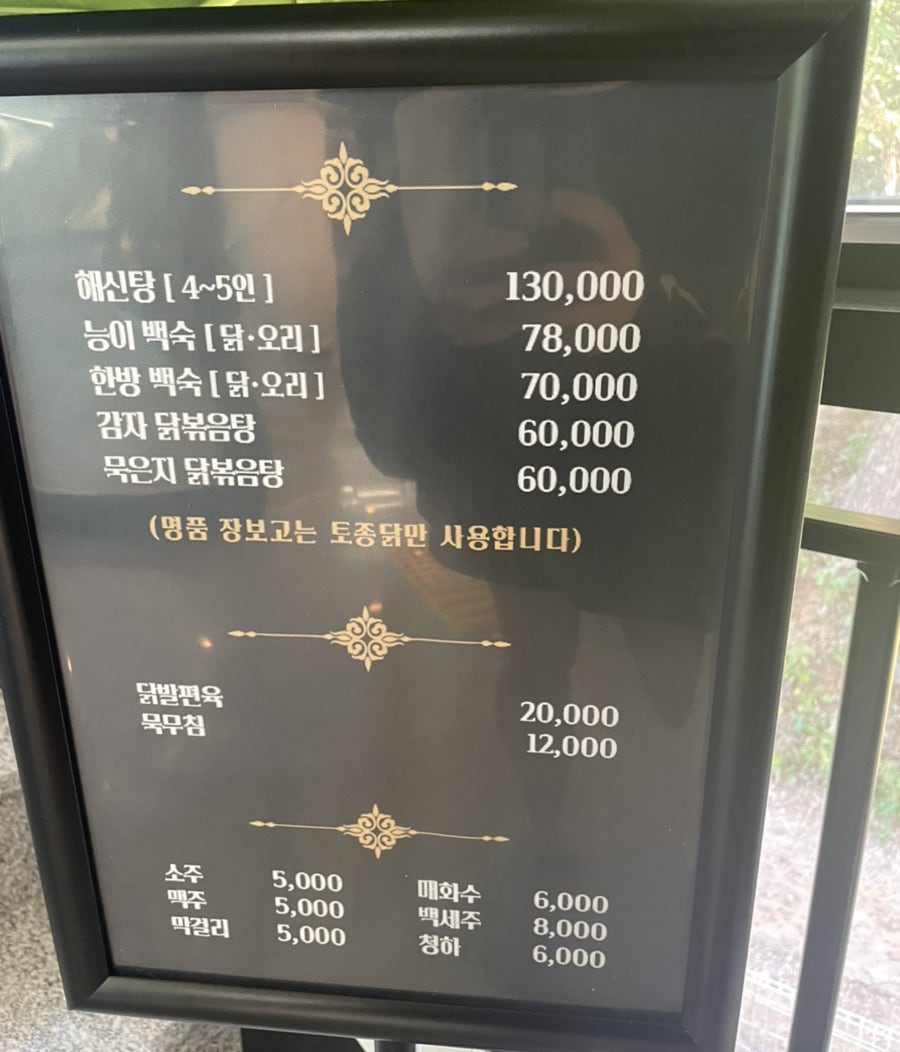 해신탕 [ 4~5인 ] 130,000
능이 백숙 [ 닭·오리 ] 78,000
한방 백숙 [ 닭·오리 ] 70,000
감자 닭볶음탕 60,000
묵은지 닭볶음탕 60,000
(명품 장보고는 토종닭만 사용합니다)
닭발편육 20,000
묵무침 12,000
소주 5,000 매화수 6,000
맥주 5,000 백세주 8,000
막걸리 5,000 청하 6,000